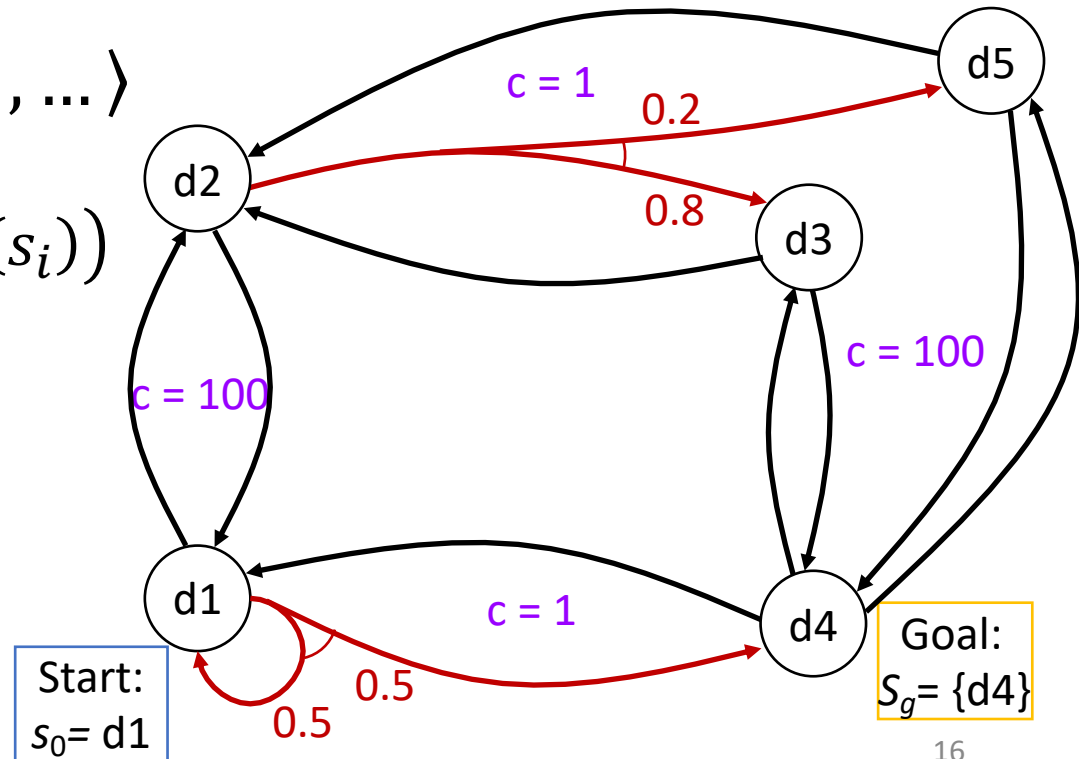 , … ⟩
(s_i))
d5
c = 1
0.2
d2
0.8
d3
c = 100
c = 100
d1
c = 1
d4
0.5
0.5
Start:
s₀= d1
Goal:
S_g= {d4}
16